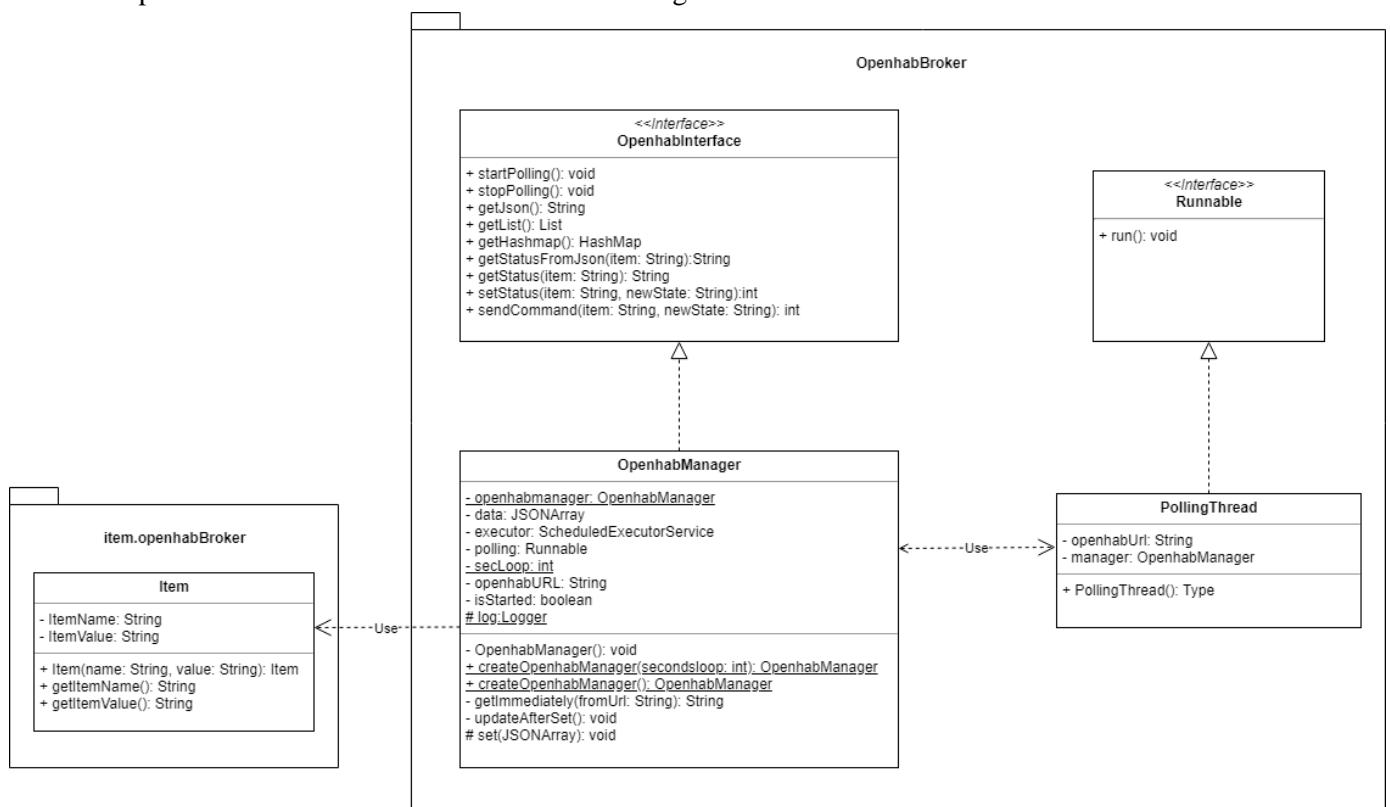 OpenhabBroker
<<Interface>>
OpenhabInterface
+ startPolling(): void
+ stopPolling(): void
+ getJson(): String
+ getList(): List
+ getHashmap(): HashMap
+ getStatusFromJson(item: String):String
+ getStatus(item: String): String
+ setStatus(item: String, newState: String):int
+ sendCommand(item: String, newState: String): int
<<Interface>>
Runnable
+ run(): void
OpenhabManager
- openhabmanager: OpenhabManager
- data: JSONArray
- executor: ScheduledExecutorService
- polling: Runnable
- secLoop: int
- openhabURL: String
- isStarted: boolean
# log:Logger
- OpenhabManager(): void
+ createOpenhabManager(secondsloop: int): OpenhabManager
+ createOpenhabManager(): OpenhabManager
- getImmediately(fromUrl: String): String
- updateAfterSet(): void
# set(JSONArray): void
Use
PollingThread
- openhabUrl: String
- manager: OpenhabManager
+ PollingThread(): Type
item.openhabBroker
Item
- ItemName: String
- ItemValue: String
+ Item(name: String, value: String): Item
+ getItemName(): String
+ getItemValue(): String
Use